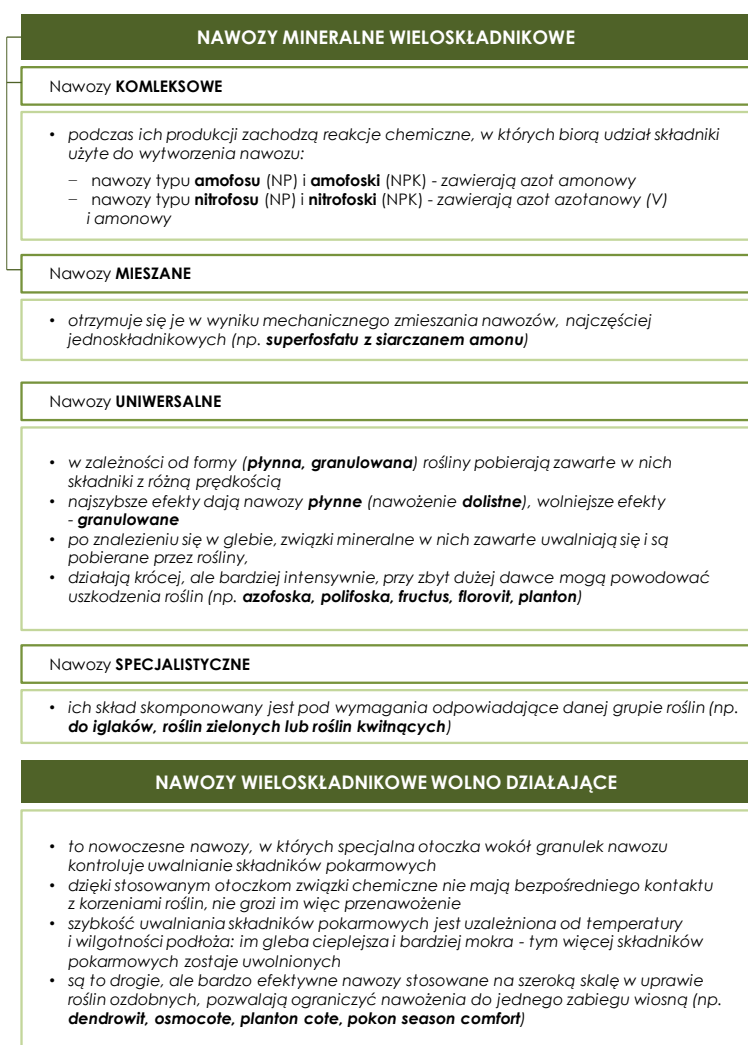 NAWOZY MINERALNE WIELOSKŁADNIKOWE
Nawozy KOMLEKSOWE
• podczas ich produkcji zachodzą reakcje chemiczne, w których biorą udział składniki
użyte do wytworzenia nawozu:
− nawozy typu amofosu (NP) i amofoski (NPK) - zawierają azot amonowy
− nawozy typu nitrofosu (NP) i nitrofoski (NPK) - zawierają azot azotanowy (V)
i amonowy
Nawozy MIESZANE
• otrzymuje się je w wyniku mechanicznego zmieszania nawozów, najczęściej
jednoskładnikowych (np. superfosfatu z siarczanem amonu)
Nawozy UNIWERSALNE
• w zależności od formy (płynna, granulowana) rośliny pobierają zawarte w nich
składniki z różną prędkością
• najszybsze efekty dają nawozy płynne (nawożenie dolistne), wolniejsze efekty
- granulowane
• po znalezieniu się w glebie, związki mineralne w nich zawarte uwalniają się i są
pobierane przez rośliny,
• działają krócej, ale bardziej intensywnie, przy zbyt dużej dawce mogą powodować
uszkodzenia roślin (np. azofoska, polifoska, fructus, florovit, planton)
Nawozy SPECJALISTYCZNE
• ich skład skomponowany jest pod wymagania odpowiadające danej grupie roślin (np.
do iglaków, roślin zielonych lub roślin kwitnących)
NAWOZY WIELOSKŁADNIKOWE WOLNO DZIAŁAJĄCE
• to nowoczesne nawozy, w których specjalna otoczka wokół granulek nawozu
kontroluje uwalnianie składników pokarmowych
• dzięki stosowanym otoczkom związki chemiczne nie mają bezpośredniego kontaktu
z korzeniami roślin, nie grozi im więc przenawożenie
• szybkość uwalniania składników pokarmowych jest uzależniona od temperatury
i wilgotności podłoża: im gleba cieplejsza i bardziej mokra - tym więcej składników
pokarmowych zostaje uwolnionych
• są to drogie, ale bardzo efektywne nawozy stosowane na szeroką skalę w uprawie
roślin ozdobnych, pozwalają ograniczyć nawożenia do jednego zabiegu wiosną (np.
dendrowit, osmocote, planton cote, pokon season comfort)